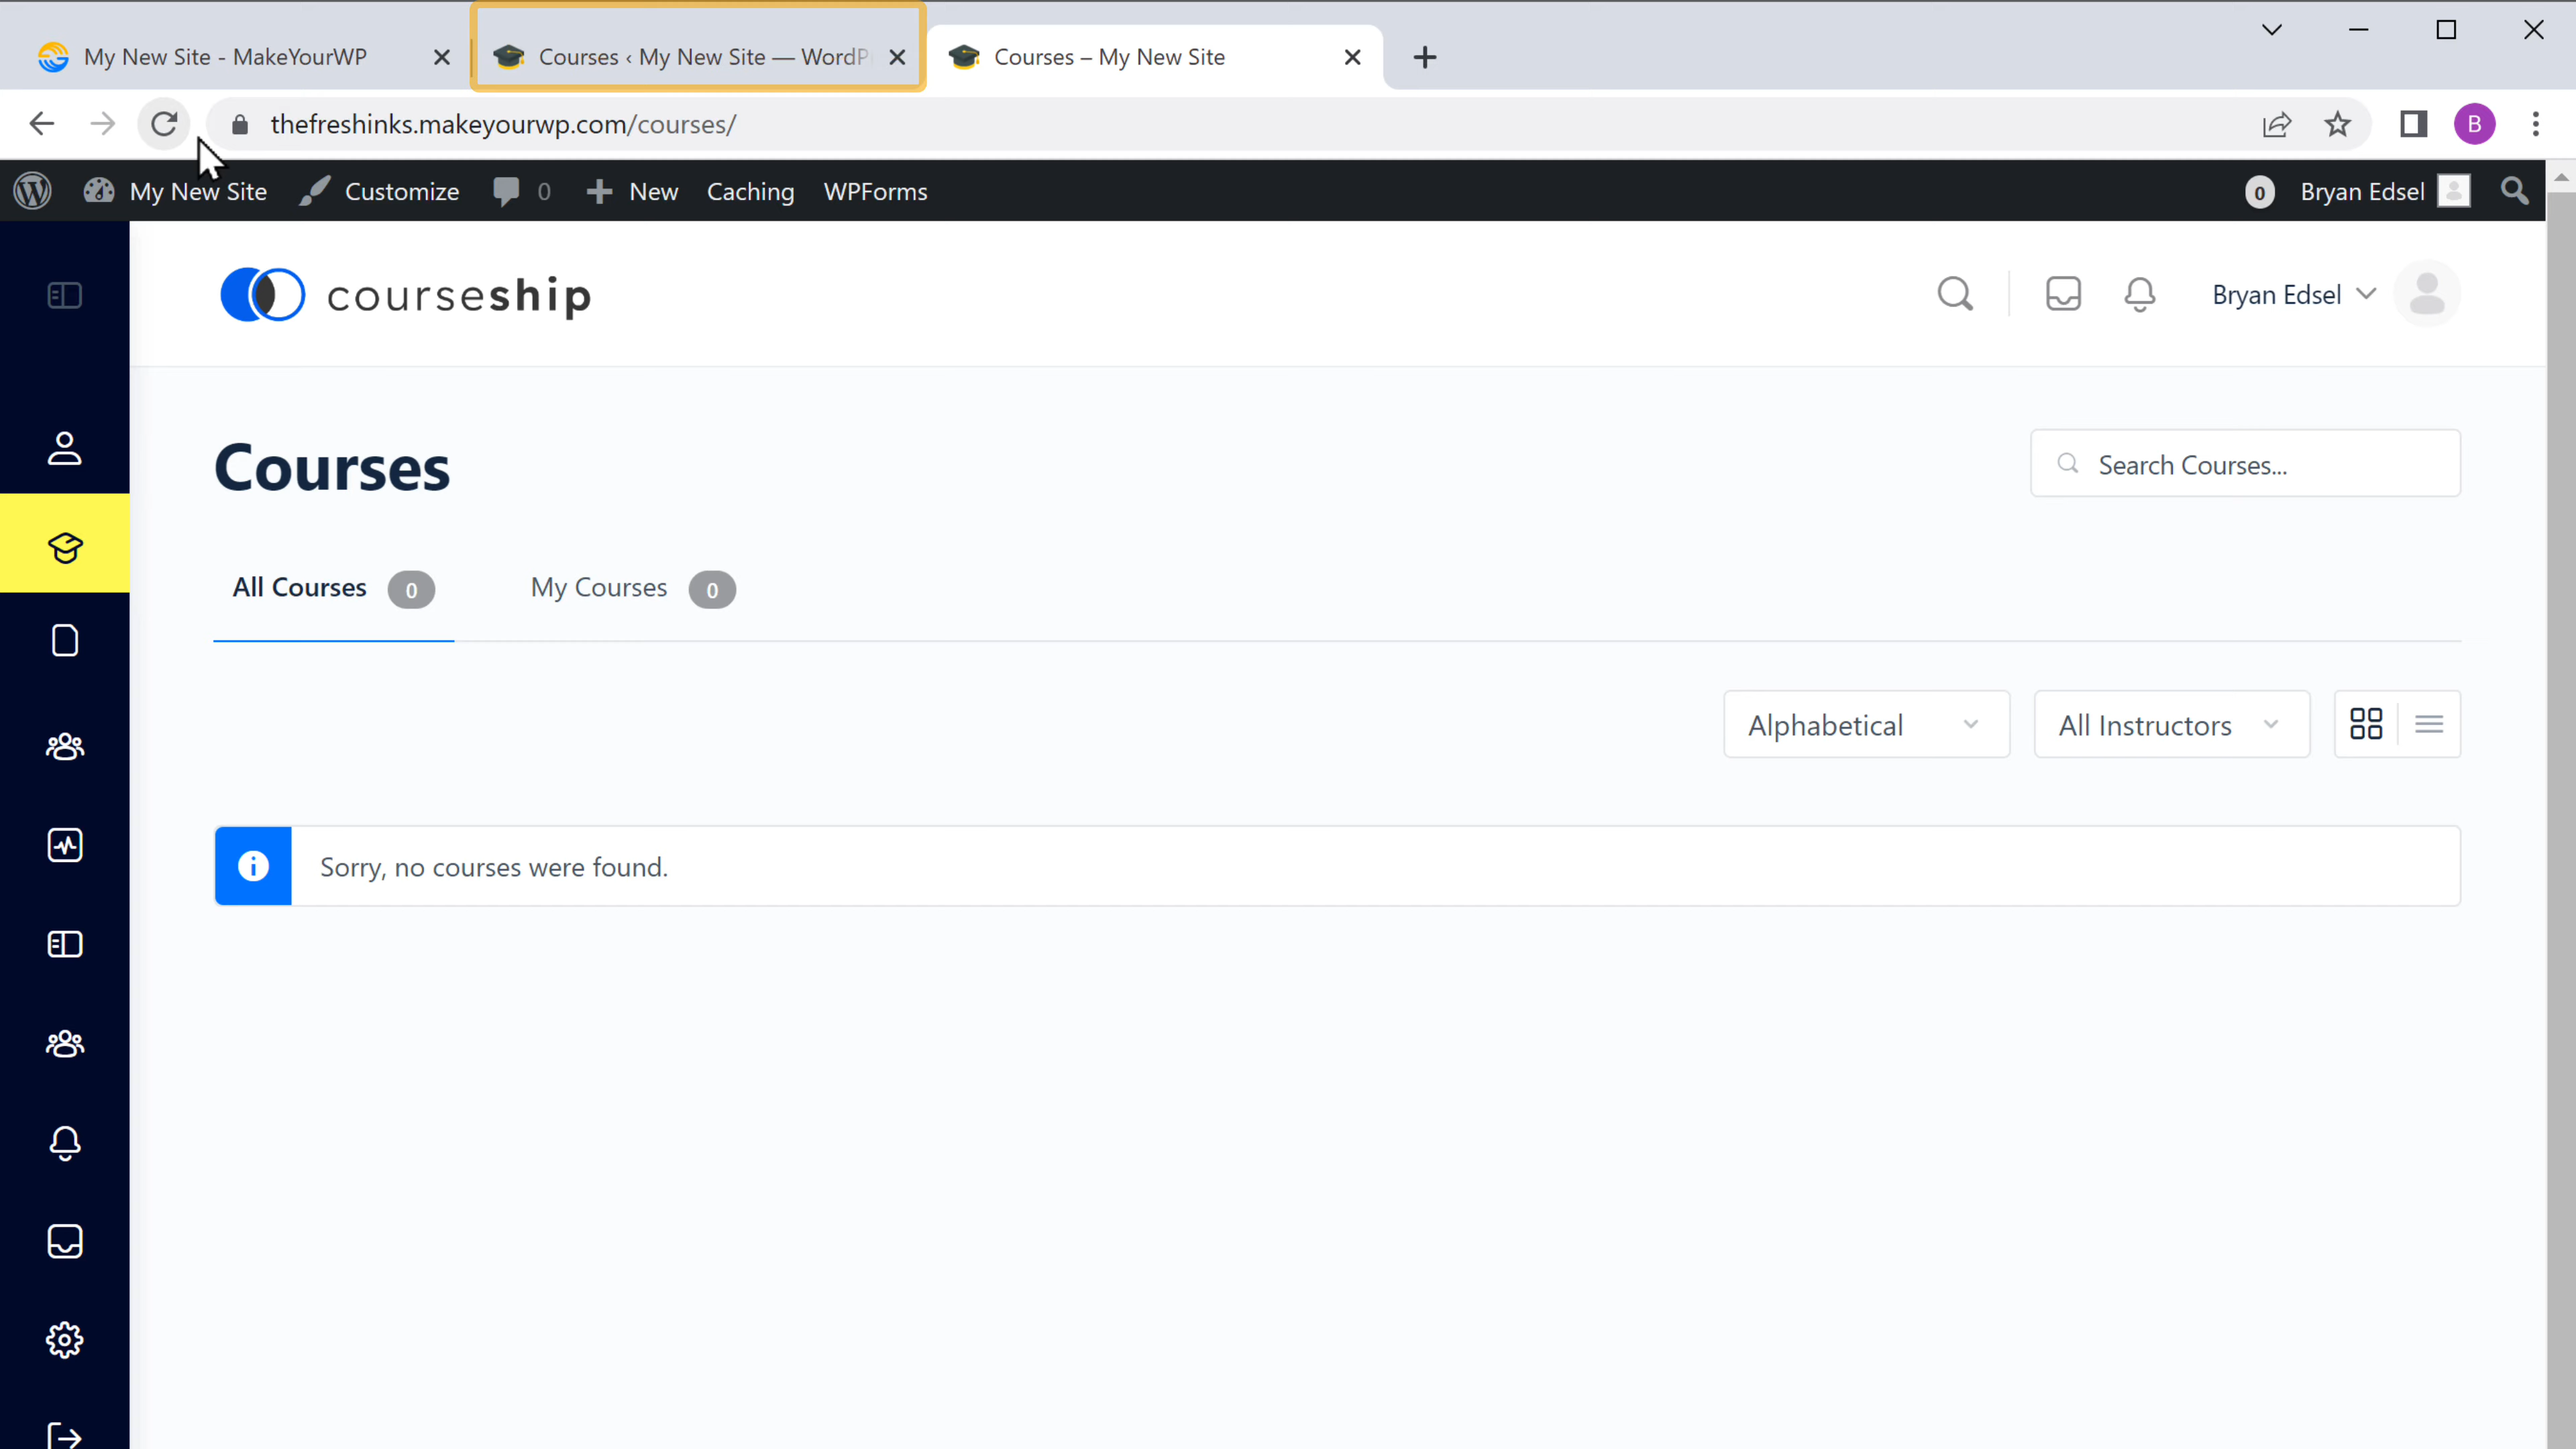 My New Site - MakeYourWP
Courses ‹ My New Site — WordP
Courses – My New Site
thefreshinks.makeyourwp.com/courses/
B
My New Site Customize 0 New Caching WPForms
0 Bryan Edsel
courseship
Bryan Edsel
Courses
Search Courses...
All Courses 0 My Courses 0
Alphabetical All Instructors
Sorry, no courses were found.